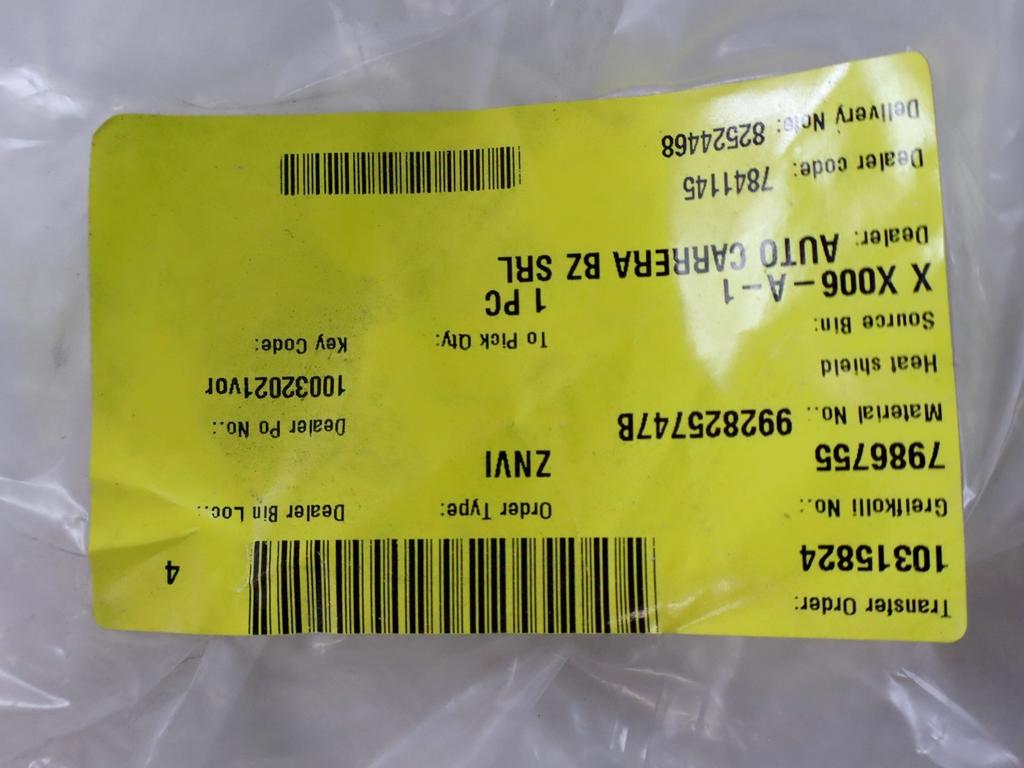 Transfer Order:
10315824
4
Greifkolli No.:
7986755
Order Type:
ZNVI
Dealer Bin Loc.:
Material No.: 992825747B
Dealer Po No.:
10032021vor
Heat shield
Source Bin:
X X006-A-1
To Pick Qty:
1 PC
Key Code:
Dealer: AUTO CARRERA BZ SRL
Dealer code: 7841145
Delivery Note: 82524468